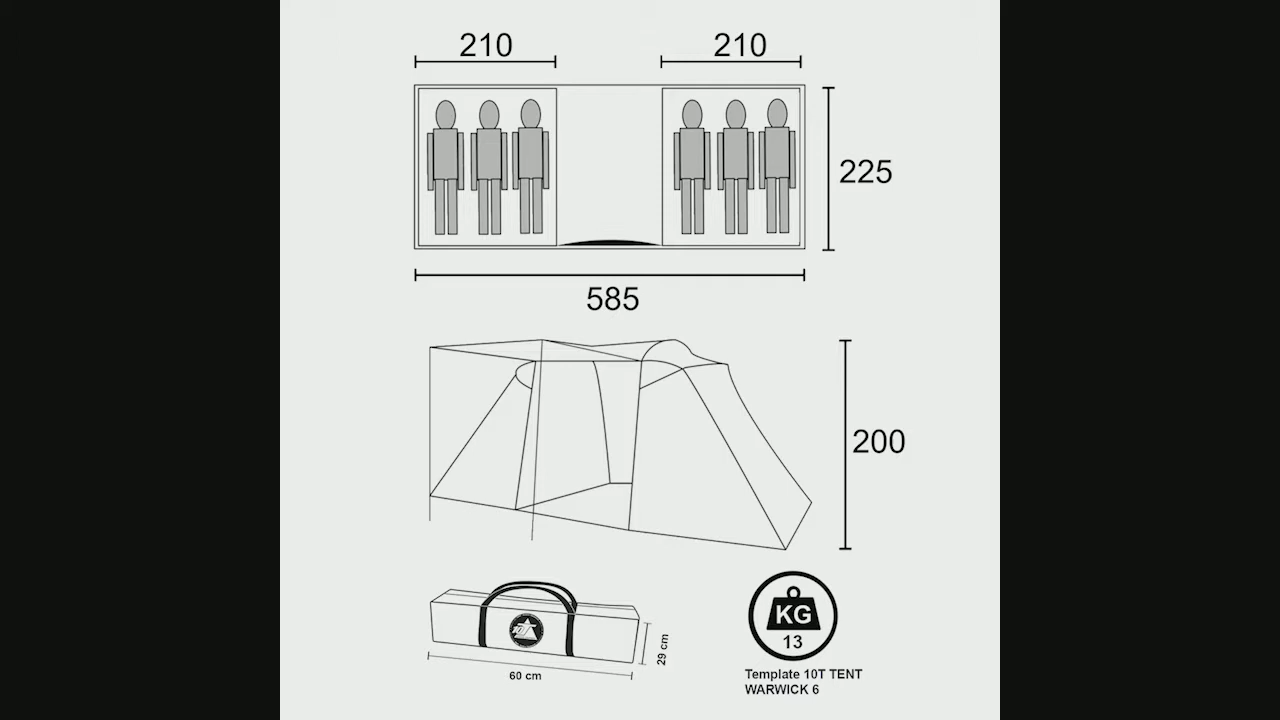 210 210
225
585
200
KG
13
29 cm
60 cm
Template 10T TENT
WARWICK 6